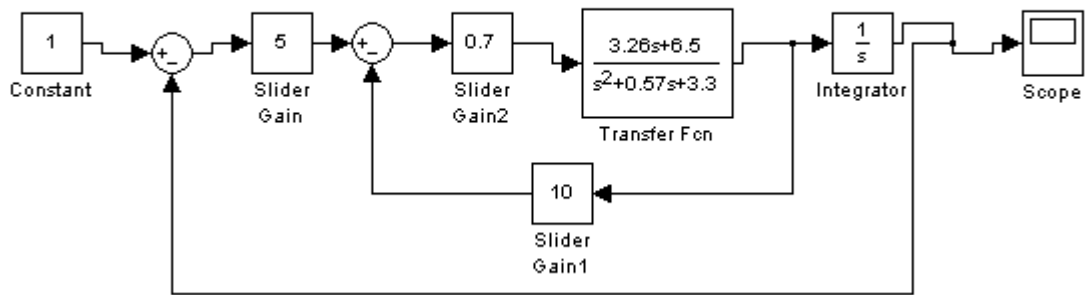 1
Constant
+
−
5
Slider
Gain
+
−
0.7
Slider
Gain2
3.26s+6.5
s²+0.57s+3.3
Transfer Fcn
1
s
Integrator
Scope
10
Slider
Gain1